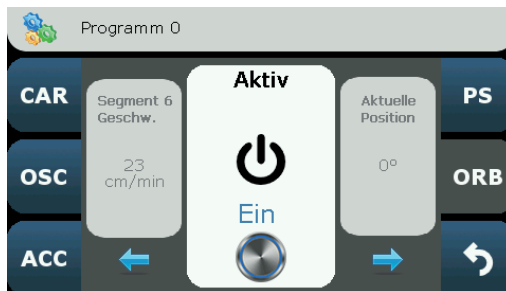 Programm 0
CAR
OSC
ACC
Segment 6
Geschw.
23
cm/min
Aktiv
Ein
Aktuelle
Position
0°
PS
ORB